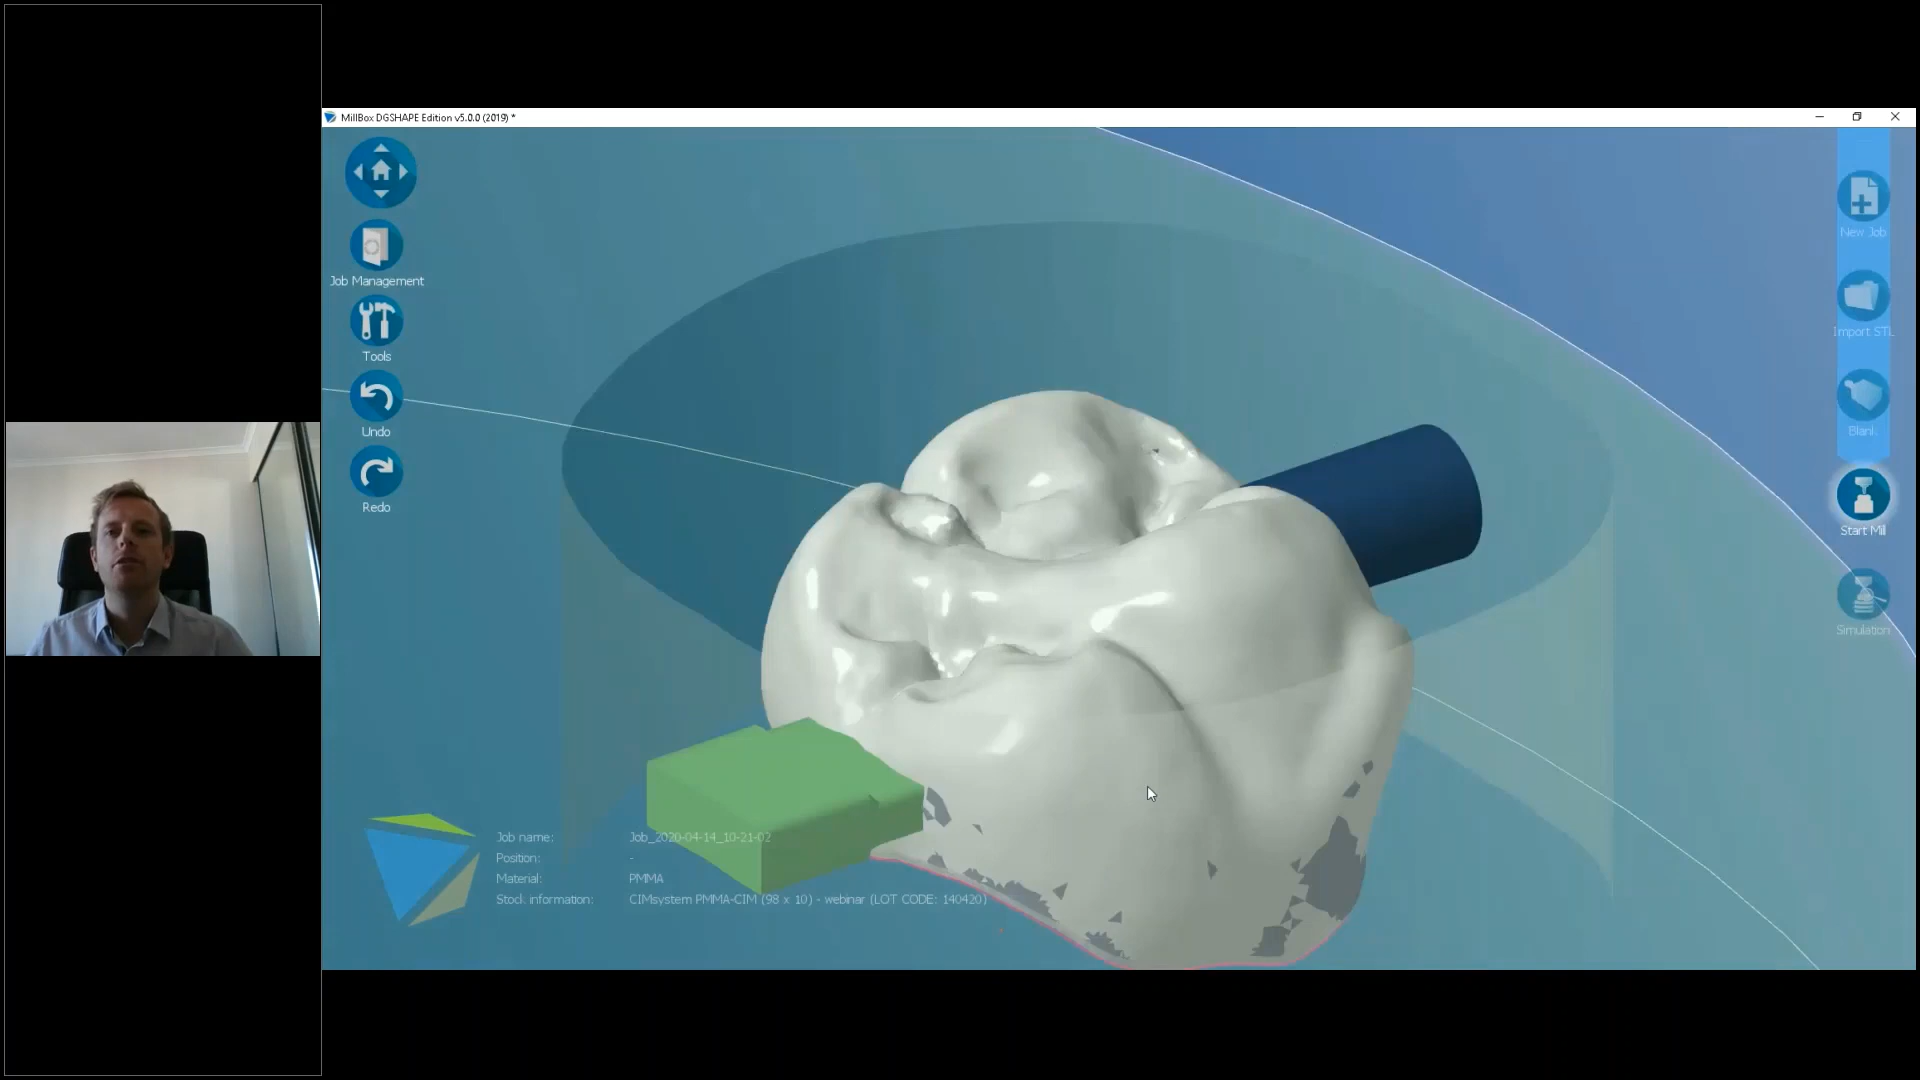 MillBox DGSHAPE Edition v5.0.0 (2019) *
Job Management
Tools
Undo
Redo
New Job
Import STL
Blank
Start Mill
Simulation
Job name: Job_2020-04-14_10-21-02
Position: -
Material: PMMA
Stock information: CIMsystem PMMA-CIM (98 x 10) - webinar (LOT CODE: 140420)